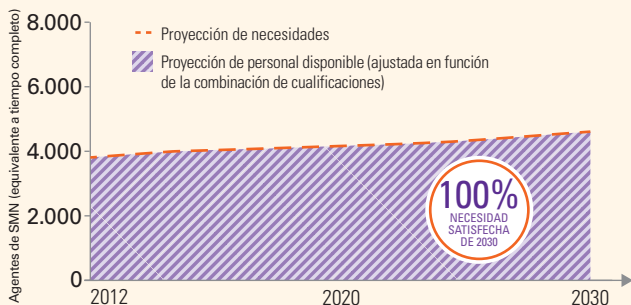 Agentes de SMN (equivalente a tiempo completo)
8.000
6.000
4.000
2.000
0
Proyección de necesidades
Proyección de personal disponible (ajustada en función
de la combinación de cualificaciones)
100%
NECESIDAD
SATISFECHA
DE 2030
2012
2020
2030